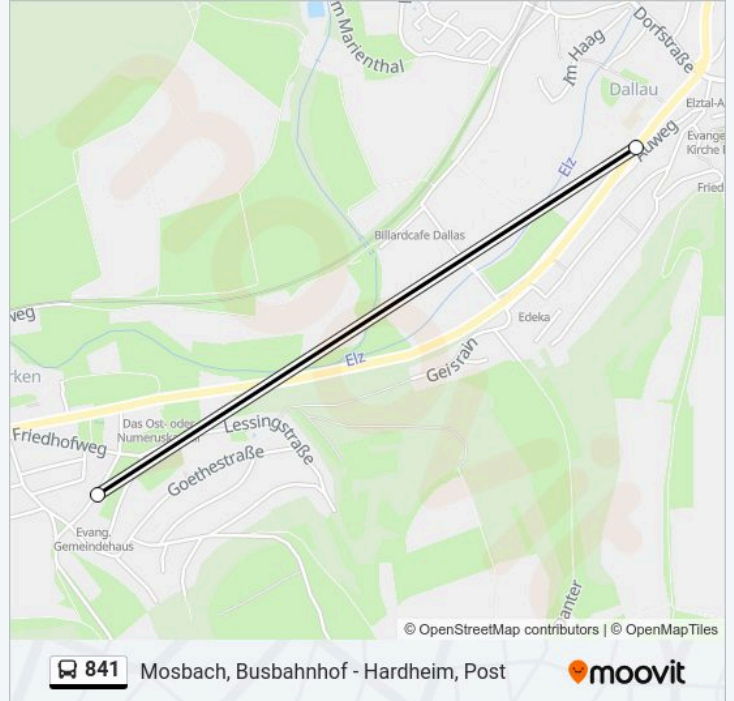 m Marienthal
Im Haag
Dorfstraße
Dallau
Elztal-A
Auweg
Evange
Kirche
Elz
Fried
Billardcafe Dallas
weg
Edeka
Elz
Geisrain
rken
Das Ost- oder
Friedhofweg
Lessingstraße
Goethestraße
Evang.
Gemeindehaus
anter
moovit
© OpenStreetMap contributors | © OpenMapTiles
841 Mosbach, Busbahnhof - Hardheim, Post
moovit